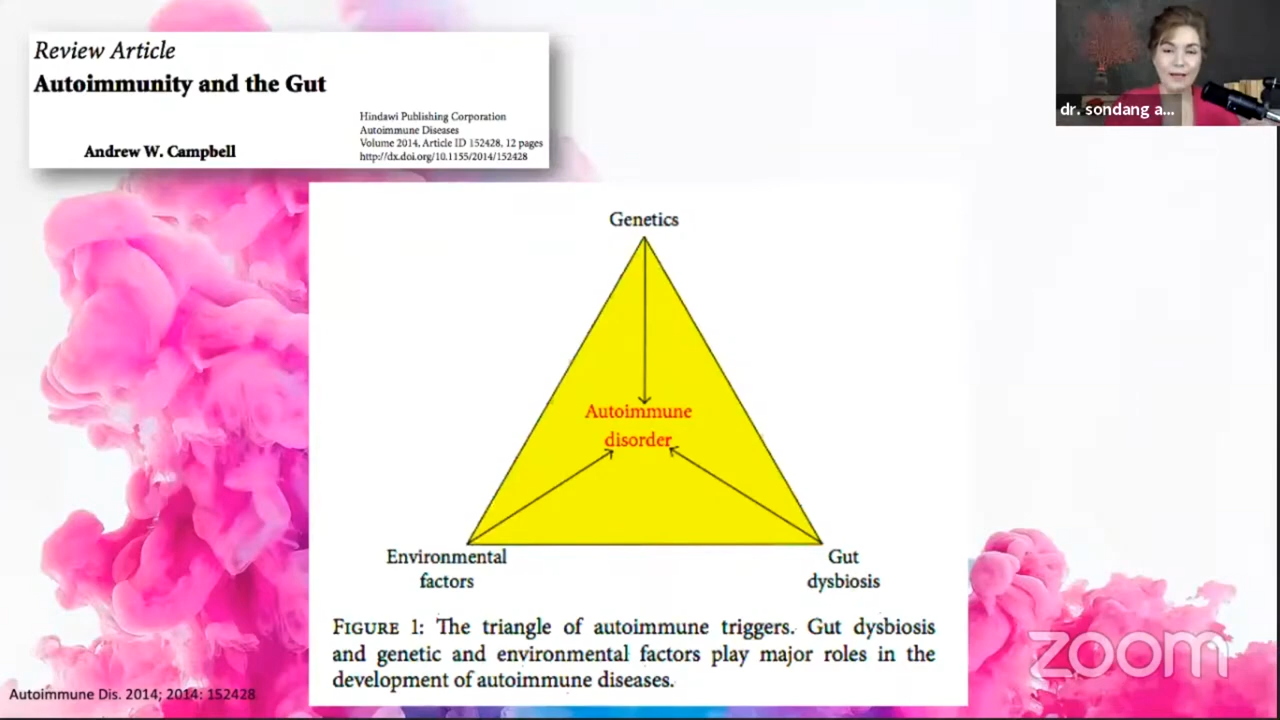 Review Article
Autoimmunity and the Gut
Hindawi Publishing Corporation
Autoimmune Diseases
Volume 2014, Article ID 152428, 12 pages
http://dx.doi.org/10.1155/2014/152428
Andrew W. Campbell
dr. sondang a...
Genetics
Autoimmune
disorder
Environmental
factors
Gut
dysbiosis
FIGURE 1: The triangle of autoimmune triggers. Gut dysbiosis
and genetic and environmental factors play major roles in the
development of autoimmune diseases.
Autoimmune Dis. 2014; 2014: 152428
zoom